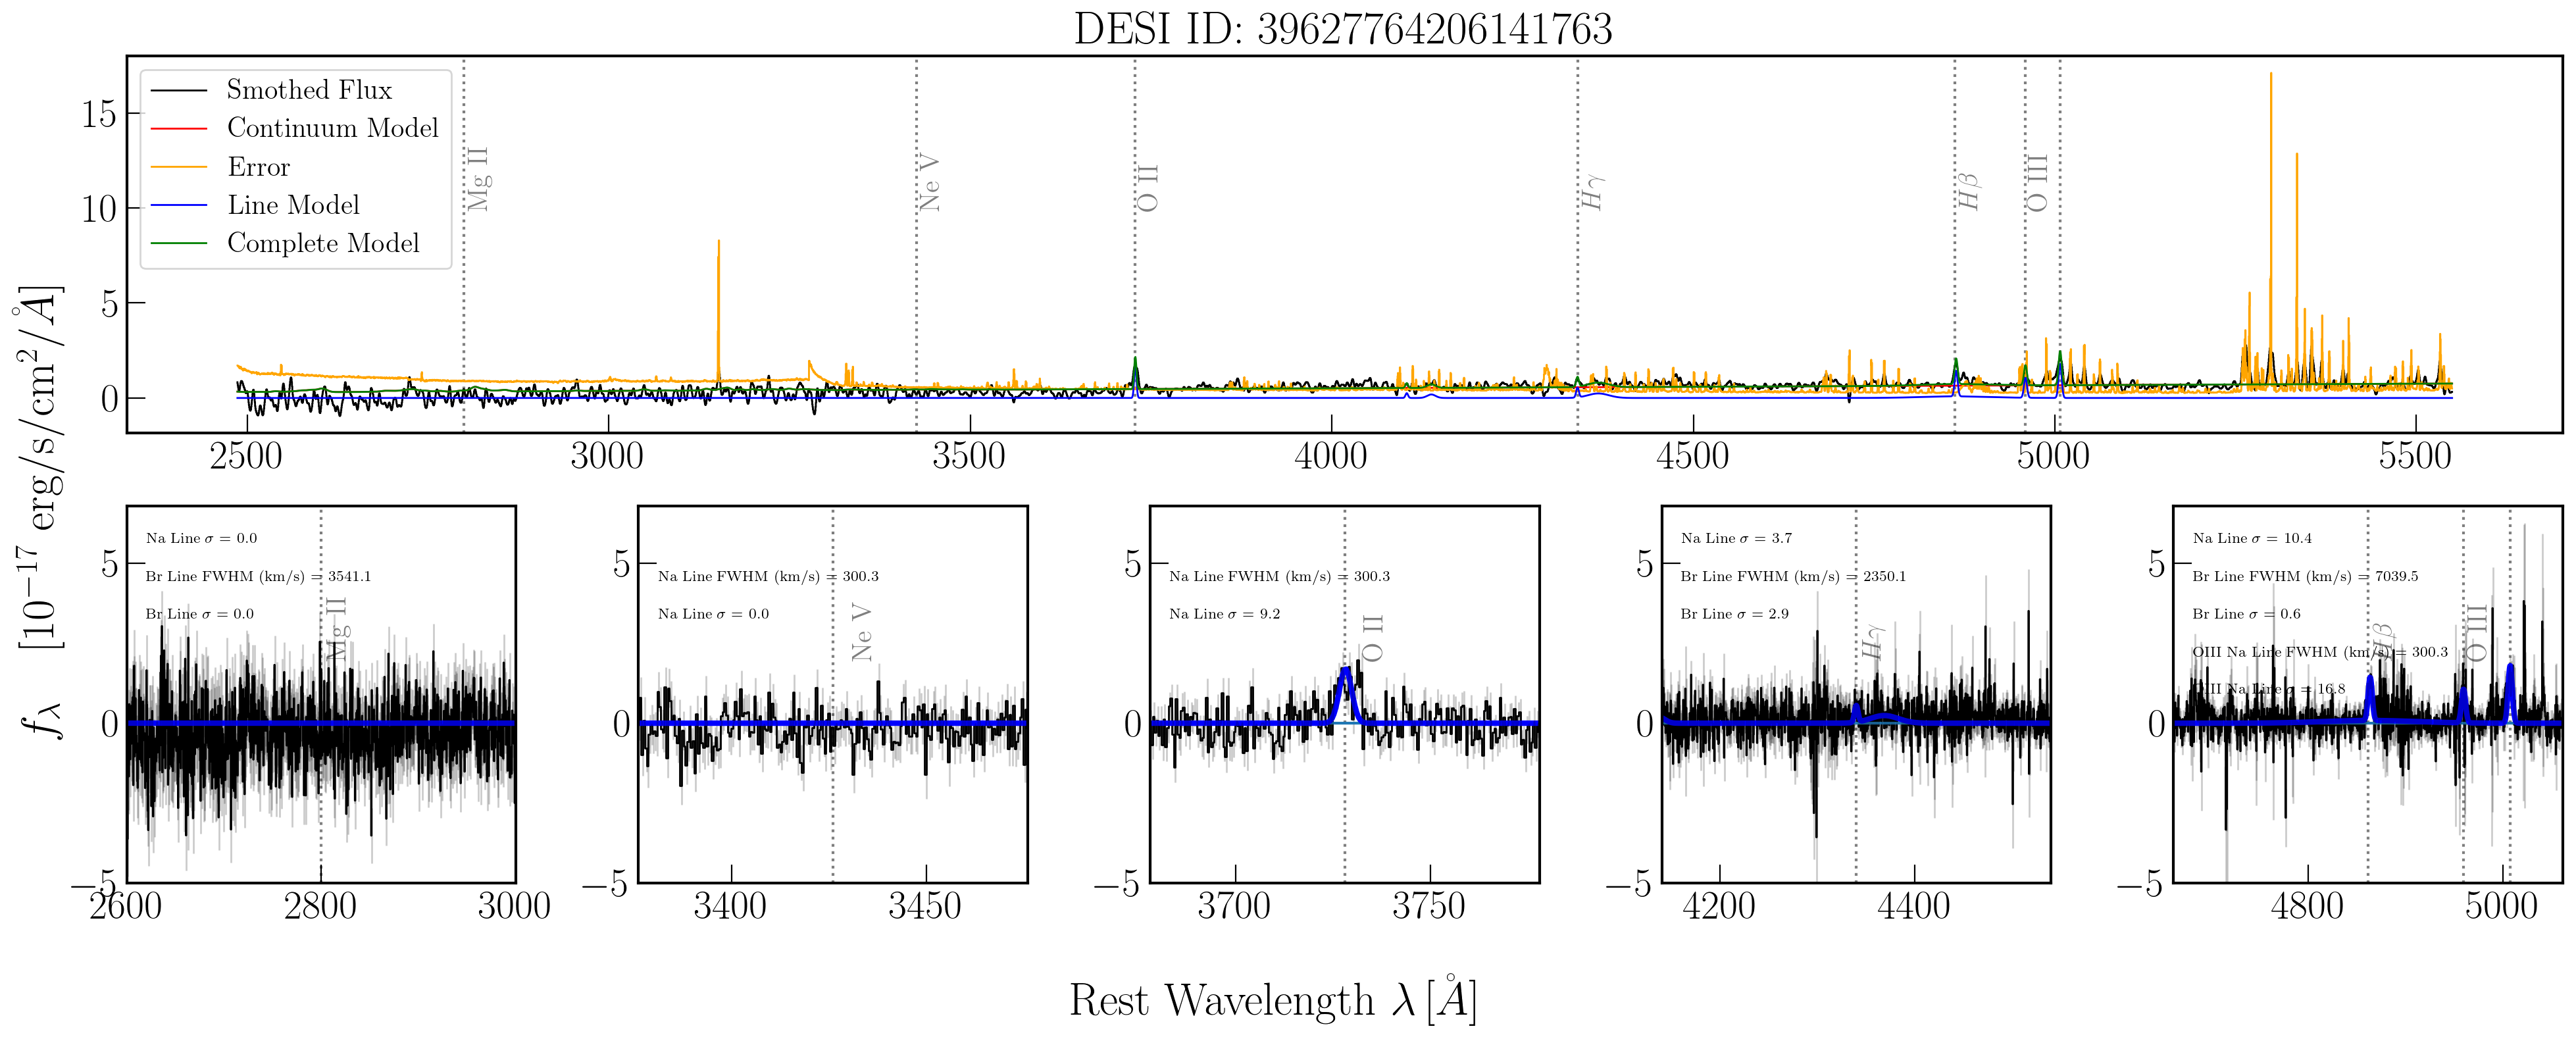 DESI ID: 39627764206141763
Smothed Flux
Continuum Model
Error
Line Model
Complete Model
Mg II
Ne V
O II
Hγ
Hβ
O III
15
10
5
0
2500 3000 3500 4000 4500 5000 5500
fλ [10⁻¹⁷ erg/s/cm²/Å]
Na Line σ = 0.0
Br Line FWHM (km/s) = 3541.1
Br Line σ = 0.0
Mg II
5
0
−5
2600 2800 3000
Na Line FWHM (km/s) = 300.3
Na Line σ = 0.0
Ne V
5
0
−5
3400 3450
Na Line FWHM (km/s) = 300.3
Na Line σ = 9.2
O II
5
0
−5
3700 3750
Na Line σ = 3.7
Br Line FWHM (km/s) = 2350.1
Br Line σ = 2.9
Hγ
5
0
−5
4200 4400
Na Line σ = 10.4
Br Line FWHM (km/s) = 7039.5
Br Line σ = 0.6
OIII Na Line FWHM (km/s) = 300.3
OIII Na Line σ = 16.8
Hβ
O III
5
0
−5
4800 5000
Rest Wavelength λ [Å]